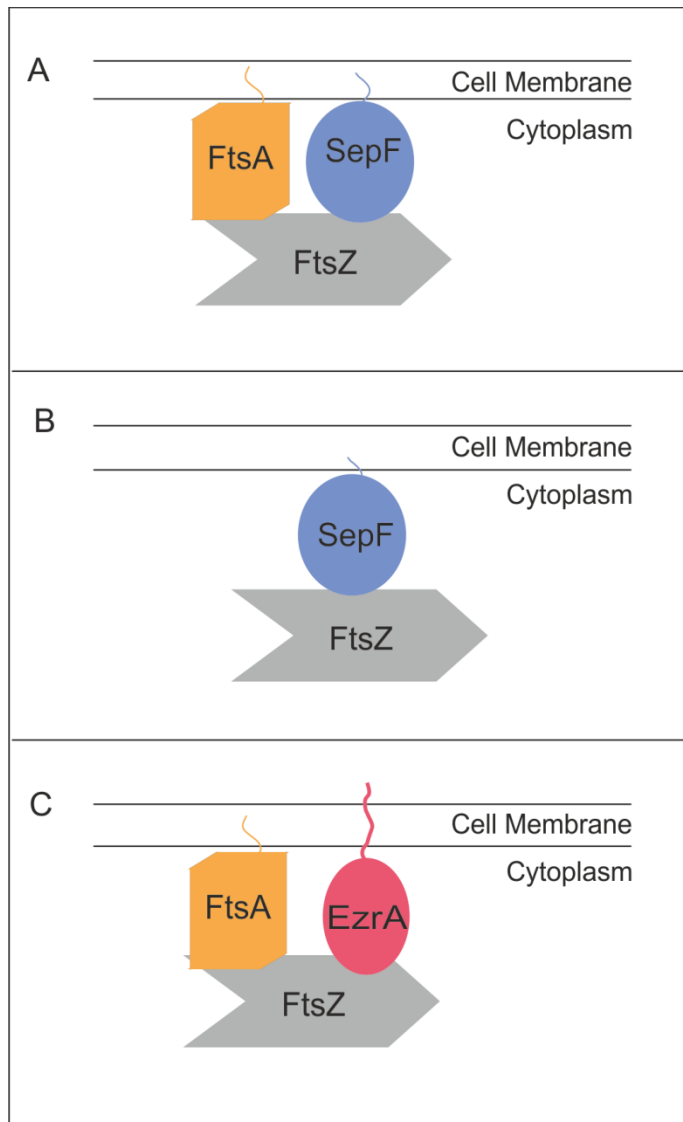 A
Cell Membrane
Cytoplasm
FtsA
SepF
FtsZ
B
Cell Membrane
Cytoplasm
SepF
FtsZ
C
Cell Membrane
Cytoplasm
FtsA
EzrA
FtsZ